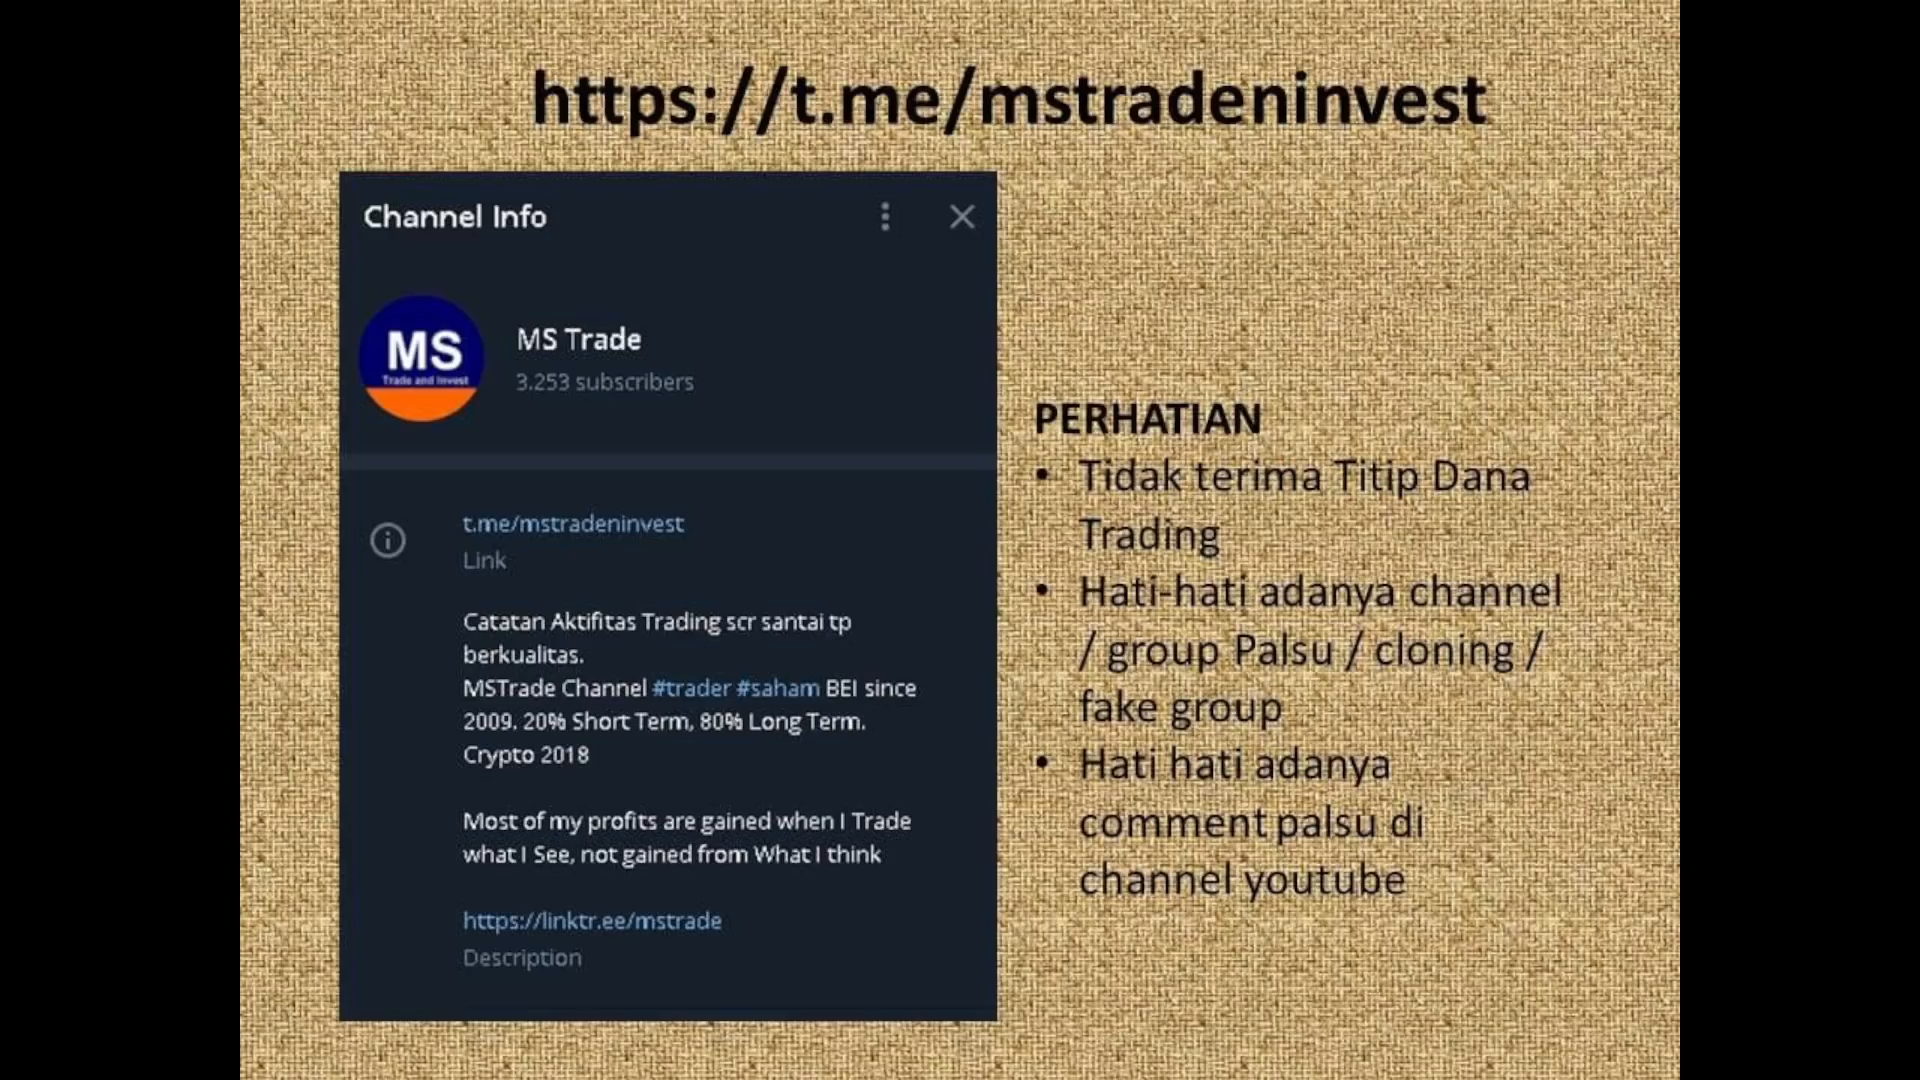 https://t.me/mstradeninvest
Channel Info
MS
Trade and Invest
MS Trade
3.253 subscribers
t.me/mstradeninvest
Link
Catatan Aktifitas Trading scr santai tp
berkualitas.
MSTrade Channel #trader #saham BEI since
2009. 20% Short Term, 80% Long Term.
Crypto 2018
Most of my profits are gained when I Trade
what I See, not gained from What I think
https://linktr.ee/mstrade
Description
PERHATIAN
• Tidak terima Titip Dana
Trading
• Hati-hati adanya channel
/ group Palsu / cloning /
fake group
• Hati hati adanya
comment palsu di
channel youtube